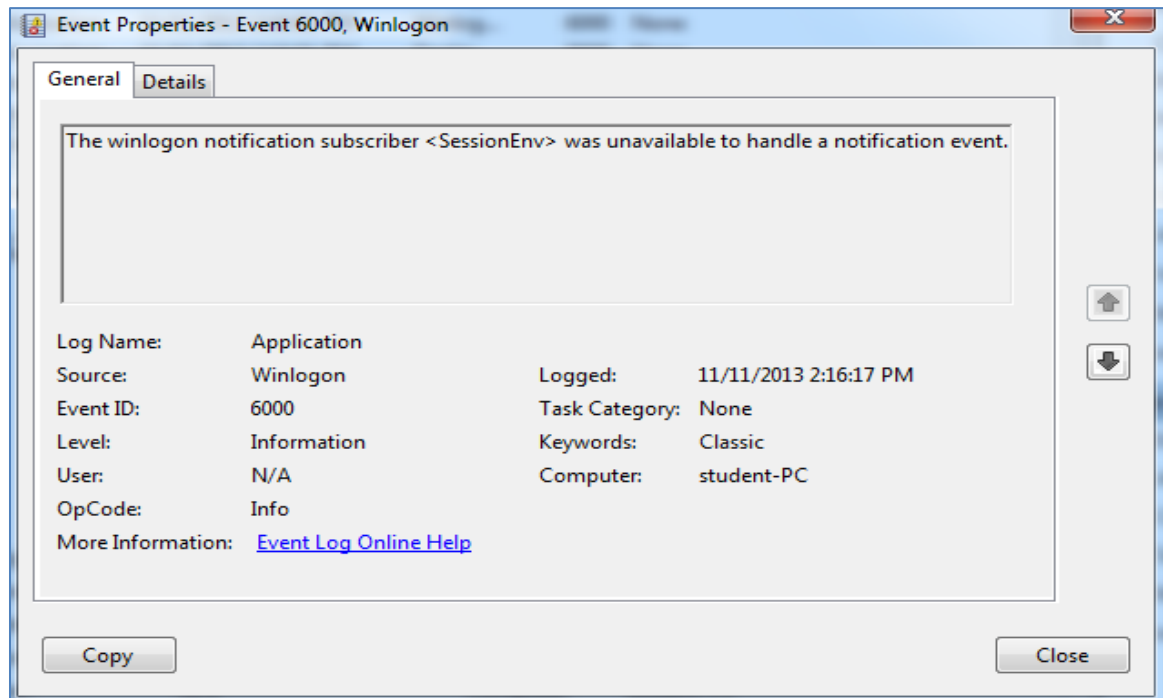 Event Properties - Event 6000, Winlogon
6000 None
General
Details
The winlogon notification subscriber <SessionEnv> was unavailable to handle a notification event.
Log Name: Application
Source: Winlogon Logged: 11/11/2013 2:16:17 PM
Event ID: 6000 Task Category: None
Level: Information Keywords: Classic
User: N/A Computer: student-PC
OpCode: Info
More Information: Event Log Online Help
Copy
Close